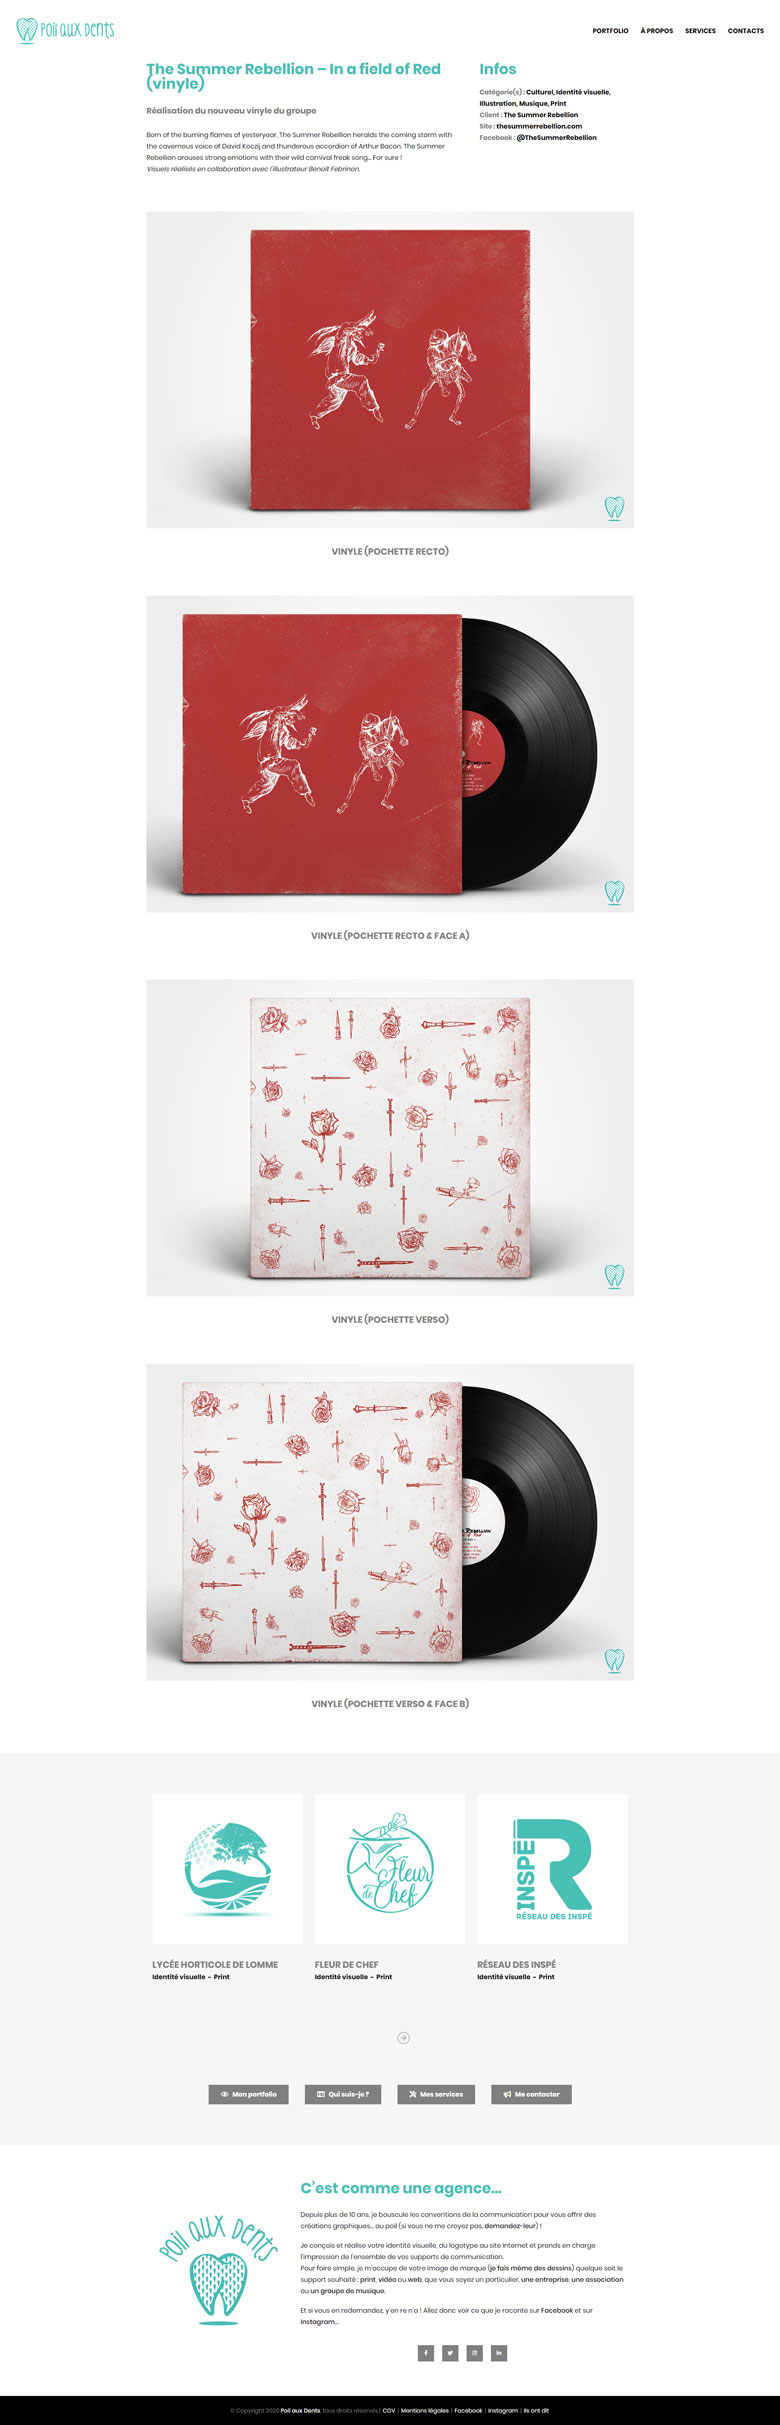 Poil aux Dents
PORTFOLIO À PROPOS SERVICES CONTACTS
The Summer Rebellion – In a field of Red
(vinyle)
Réalisation du nouveau vinyle du groupe
Born of the burning flames of yesteryear, The Summer Rebellion heralds the coming storm with
the cavernous voice of David Koczij and thunderous accordion of Arthur Bacon. The Summer
Rebellion arouses strong emotions with their wild carnival freak song… For sure !
Visuels réalisés en collaboration avec l'illustrateur Benoit Febrinon.
Infos
Catégorie(s) : Culturel, Identité visuelle,
Illustration, Musique, Print
Client : The Summer Rebellion
Site : thesummerrebellion.com
Facebook : @TheSummerRebellion
VINYLE (POCHETTE RECTO)
Rebellion
VINYLE (POCHETTE RECTO & FACE A)
VINYLE (POCHETTE VERSO)
Rebellion
VINYLE (POCHETTE VERSO & FACE B)
Fleur
de Chef
INSPÉ
R
RÉSEAU DES INSPÉ
LYCÉE HORTICOLE DE LOMME
Identité visuelle - Print
FLEUR DE CHEF
Identité visuelle - Print
RÉSEAU DES INSPÉ
Identité visuelle - Print
Mon portfolio
Qui suis-je ?
Mes services
Me contacter
Poil aux Dents
C'est comme une agence…
Depuis plus de 10 ans, je bouscule les conventions de la communication pour vous offrir des
créations graphiques… au poil (si vous ne me croyez pas, demandez-leur) !
Je conçois et réalise votre identité visuelle, du logotype au site Internet et prends en charge
l'impression de l'ensemble de vos supports de communication.
Pour faire simple, je m'occupe de votre image de marque (je fais même des dessins) quelque soit le
support souhaité : print, vidéo ou web, que vous soyez un particulier, une entreprise, une association
ou un groupe de musique.
Et si vous en redemandez, y'en re n'a ! Allez donc voir ce que je raconte sur Facebook et sur
Instagram…
© Copyright 2020 Poil aux Dents, tous droits réservés | CGV | Mentions légales | Facebook | Instagram | Ils ont dit